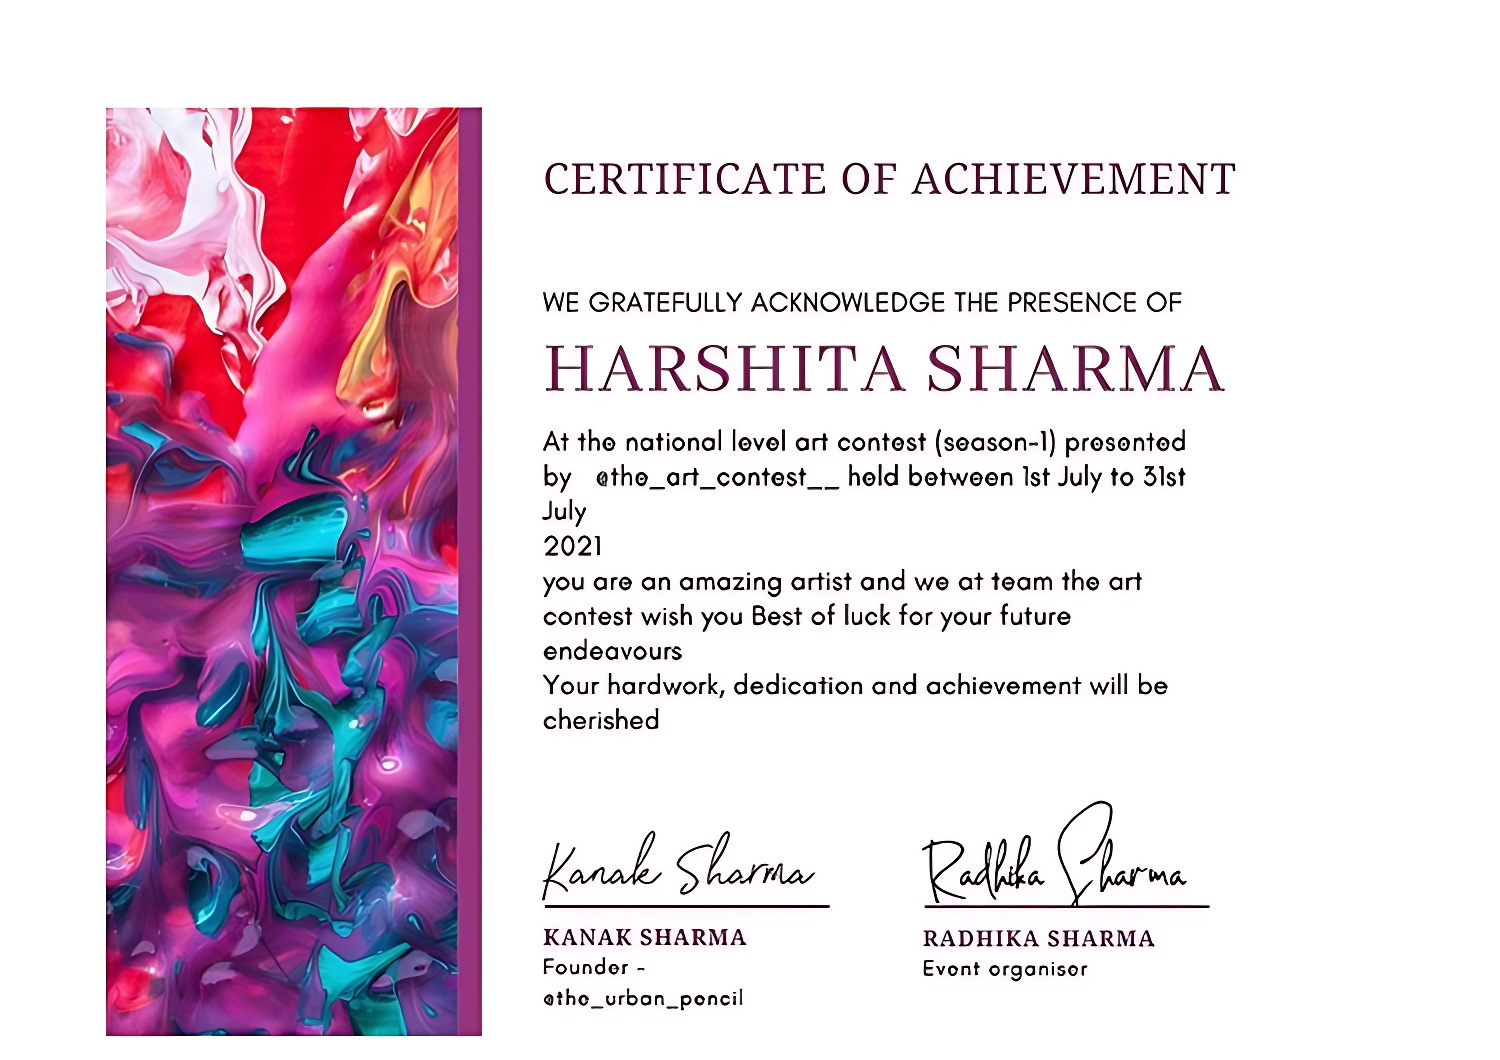 CERTIFICATE OF ACHIEVEMENT
WE GRATEFULLY ACKNOWLEDGE THE PRESENCE OF
HARSHITA SHARMA
At the national level art contest (season-1) presented
by @the_art_contest__ held between 1st July to 31st
July
2021
you are an amazing artist and we at team the art
contest wish you Best of luck for your future
endeavours
Your hardwork, dedication and achievement will be
cherished
Kanak Sharma Radhika Sharma
KANAK SHARMA RADHIKA SHARMA
Founder - Event organiser
@the_urban_pencil